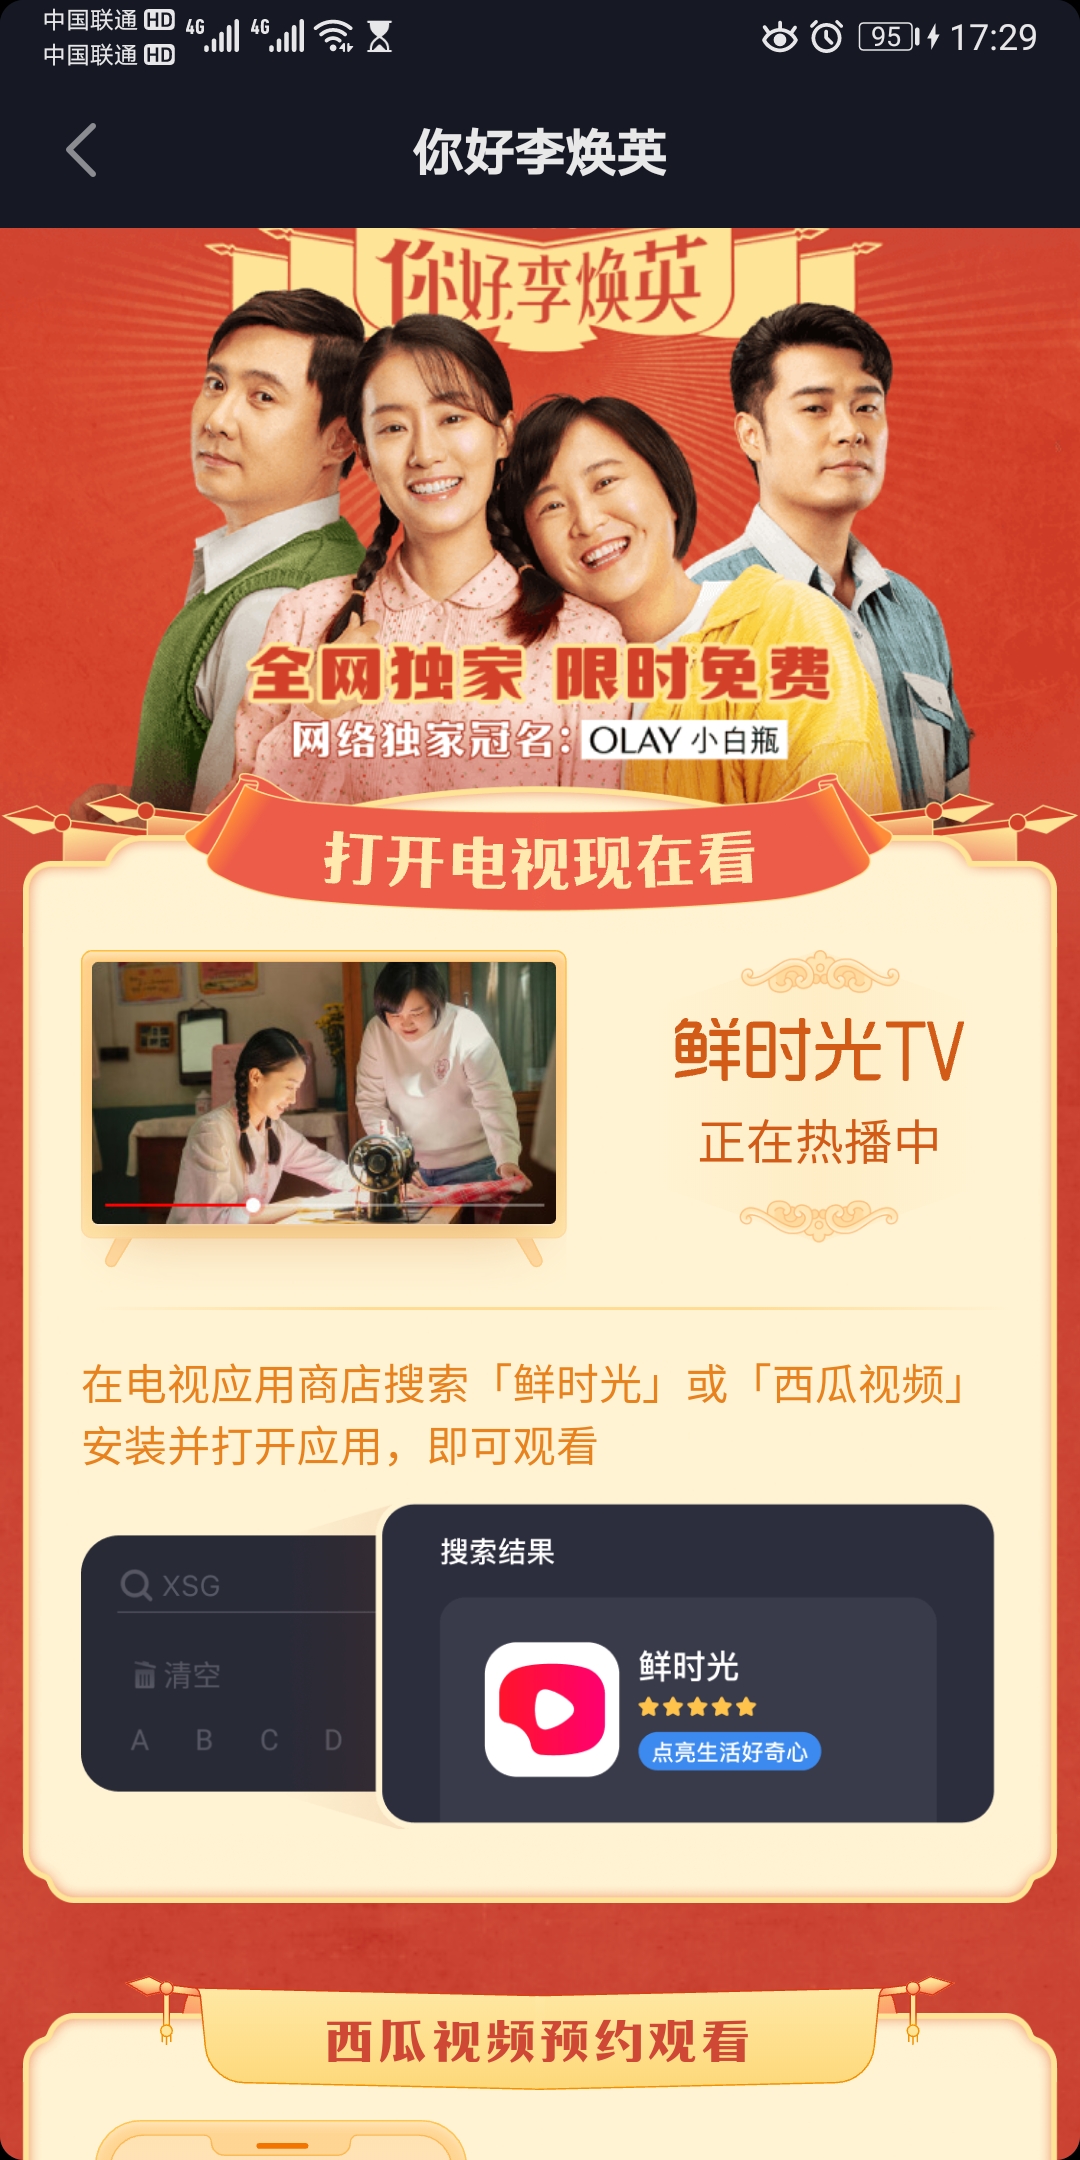 中国联通 HD 4G 4G 95 17:29
中国联通 HD
你好李焕英
你好,李焕英
全网独家 限时免费
网络独家冠名：OLAY 小白瓶
打开电视现在看
鲜时光TV
正在热播中
在电视应用商店搜索「鲜时光」或「西瓜视频」
安装并打开应用，即可观看
搜索结果
XSG
清空
A B C D
鲜时光
点亮生活好奇心
西瓜视频预约观看